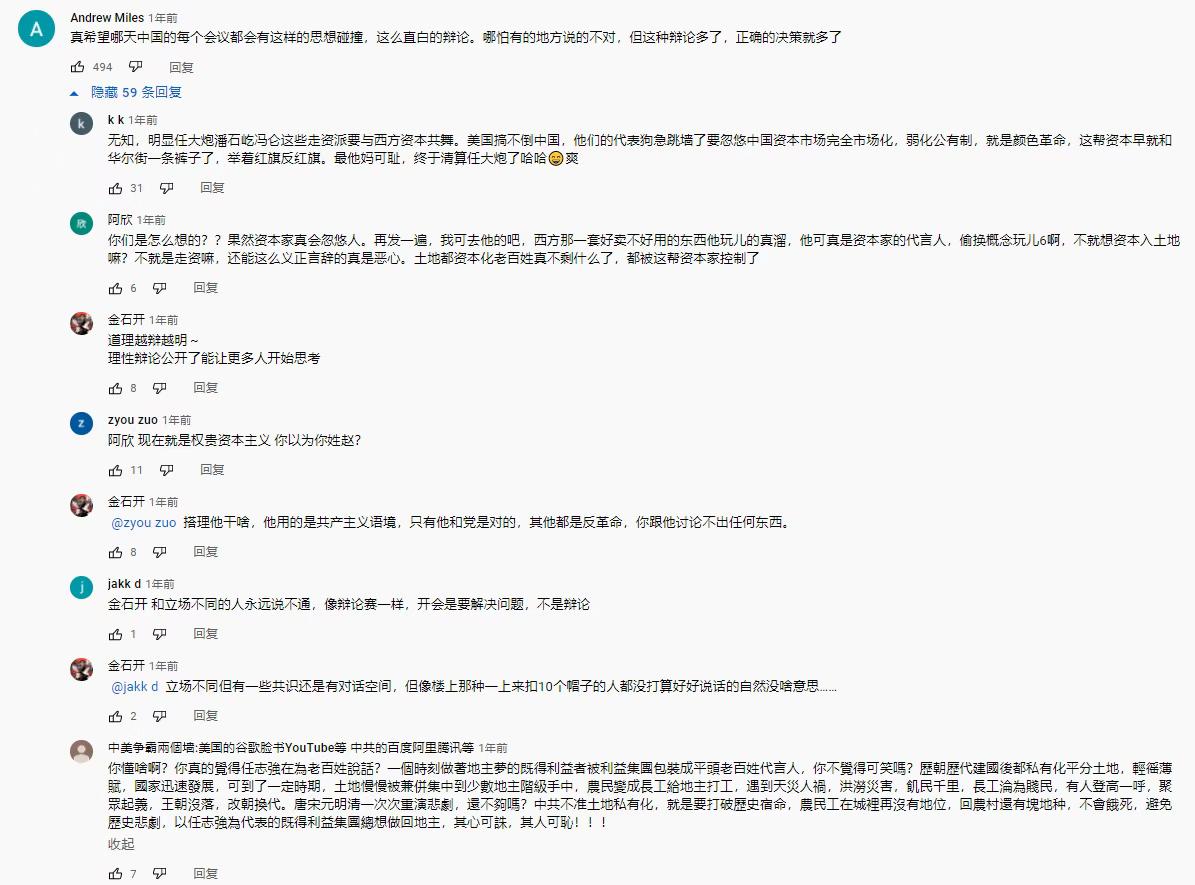 A
Andrew Miles 1年前
真希望哪天中国的每个会议都会有这样的思想碰撞，这么直白的辩论。哪怕有的地方说的不对，但这种辩论多了，正确的决策就多了
494 回复
隐藏 59 条回复
k
k k 1年前
无知，明显任大炮潘石屹冯仑这些走资派要与西方资本共舞。美国搞不倒中国，他们的代表狗急跳墙了要忽悠中国资本市场完全市场化，弱化公有制，就是颜色革命，这帮资本早就和
华尔街一条裤子了，举着红旗反红旗。最他妈可耻，终于清算任大炮了哈哈😄爽
31 回复
欣
阿欣 1年前
你们是怎么想的？？果然资本家真会忽悠人。再发一遍，我可去他的吧，西方那一套好卖不好用的东西他玩儿的真溜，他可真是资本家的代言人，偷换概念玩儿6啊，不就想资本入土地
嘛？不就是走资嘛，还能这么义正言辞的真是恶心。土地都资本化老百姓真不剩什么了，都被这帮资本家控制了
6 回复
金石开 1年前
道理越辩越明～
理性辩论公开了能让更多人开始思考
8 回复
z
zyou zuo 1年前
阿欣 现在就是权贵资本主义 你以为你姓赵？
11 回复
金石开 1年前
@zyou zuo 搭理他干啥，他用的是共产主义语境，只有他和党是对的，其他都是反革命，你跟他讨论不出任何东西。
8 回复
j
jakk d 1年前
金石开 和立场不同的人永远说不通，像辩论赛一样，开会是要解决问题，不是辩论
1 回复
金石开 1年前
@jakk d 立场不同但有一些共识还是有对话空间，但像楼上那种一上来扣10个帽子的人都没打算好好说话的自然没啥意思……
2 回复
中美争霸兩個墙:美国的谷歌脸书YouTube等 中共的百度阿里腾讯等 1年前
你懂啥啊？你真的覺得任志強在為老百姓說話？一個時刻做著地主夢的既得利益者被利益集團包裝成平頭老百姓代言人，你不覺得可笑嗎？歷朝歷代建國後都私有化平分土地，輕徭薄
賦，國家迅速發展，可到了一定時期，土地慢慢被兼併集中到少數地主階級手中，農民變成長工給地主打工，遇到天災人禍，洪澇災害，飢民千里，長工淪為賤民，有人登高一呼，聚
眾起義，王朝沒落，改朝換代。唐宋元明清一次次重演悲劇，還不夠嗎？中共不准土地私有化，就是要打破歷史宿命，農民工在城裡再沒有地位，回農村還有塊地种，不會餓死，避免
歷史悲劇，以任志強為代表的既得利益集團總想做回地主，其心可誅，其人可恥！！！
收起
7 回复